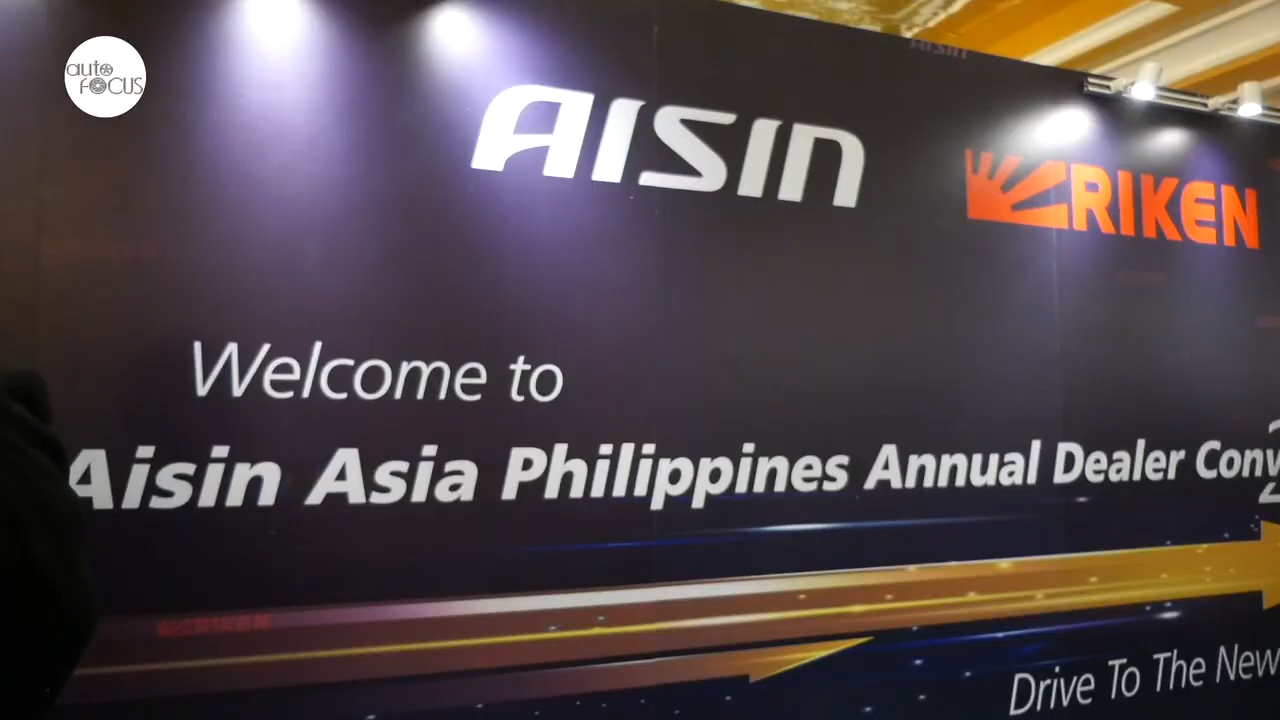 auto
FOCUS
AISIN
RIKEN
Welcome to
Aisin Asia Philippines Annual Dealer Conv
Drive To The New